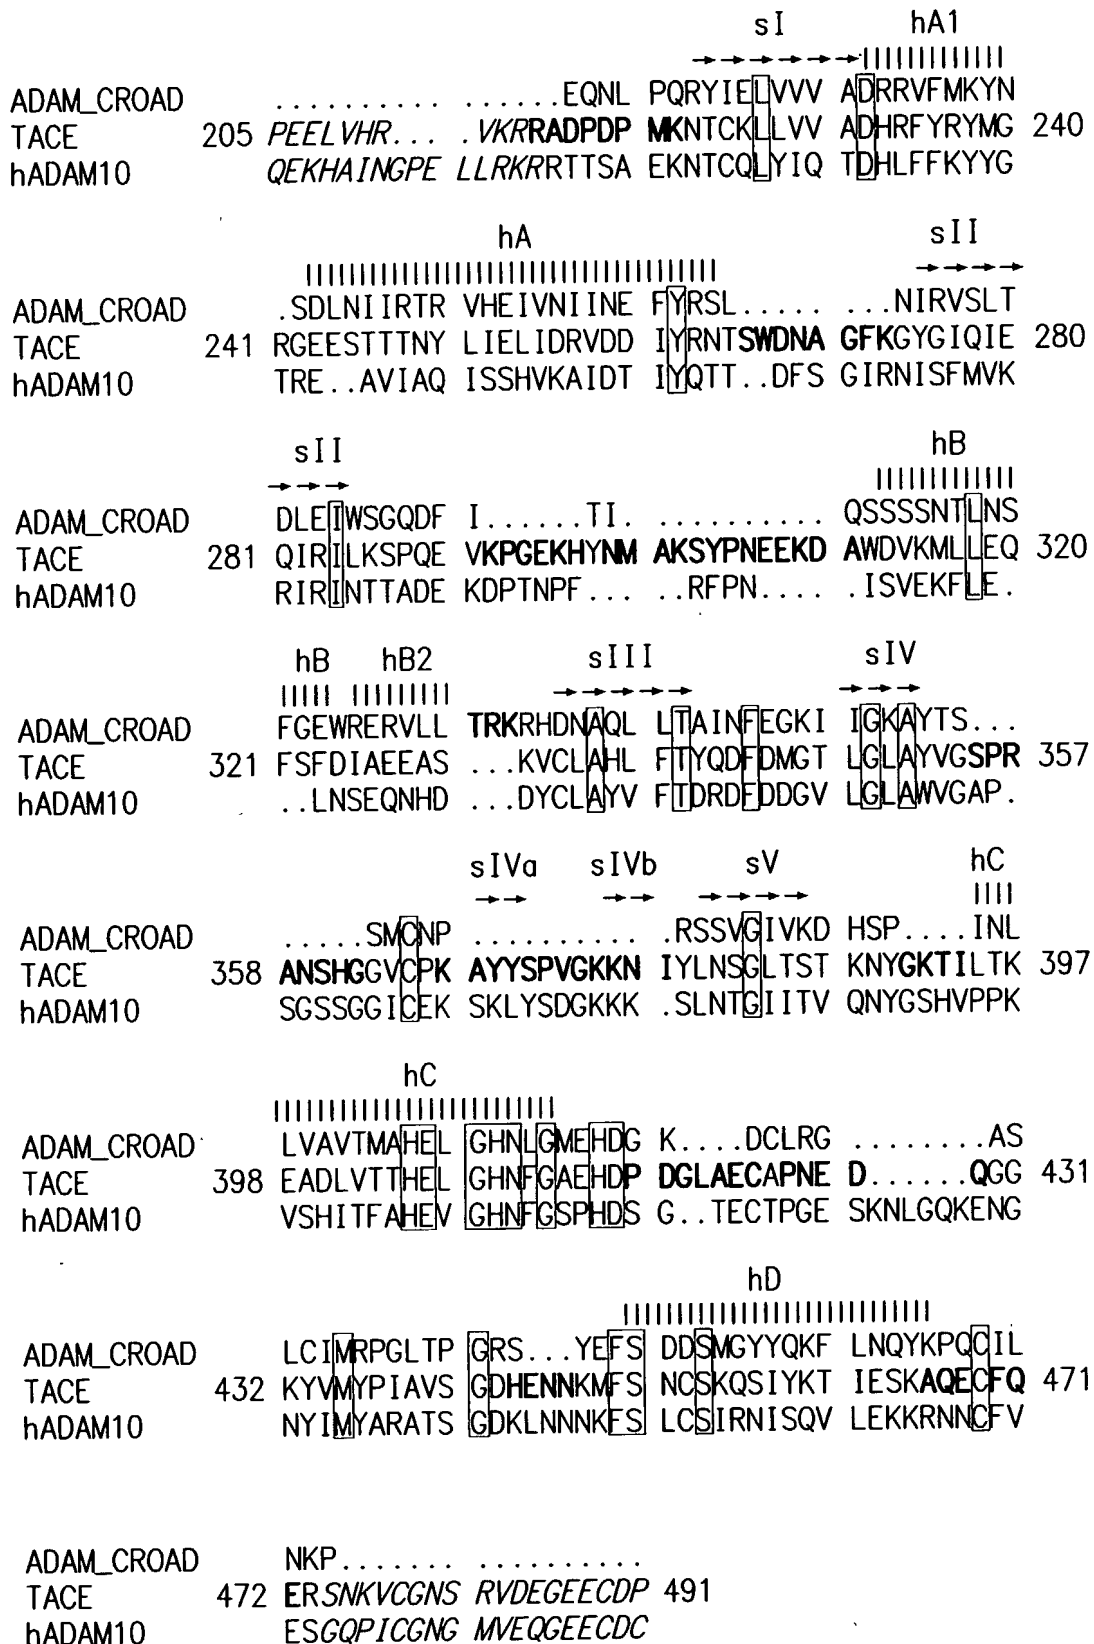 sI hA1
ADAM_CROAD .......... ......EQNL PQRYIELVVV ADRRVFMKYN
TACE 205 PEELVHR... .VKRRADPDP MKNTCKLLVV ADHRFYRYMG 240
hADAM10 QEKHAINGPE LLRKRRTTSA EKNTCQLYIQ TDHLFFKYYG
hA sII
ADAM_CROAD .SDLNIIRTR VHEIVNIINE FYRSL..... ...NIRVSLT
TACE 241 RGEESTTTNY LIELIDRVDD IYRNTSWDNA GFKGYGIQIE 280
hADAM10 TRE..AVIAQ ISSHVKAIDT IYQTT..DFS GIRNISFMVK
sII hB
ADAM_CROAD DLEIWSGQDF I......TI. .......... QSSSSNTLNS
TACE 281 QIRILKSPQE VKPGEKHYNM AKSYPNEEKD AWDVKMLLEQ 320
hADAM10 RIRINTTADE KDPTNPF... ..RFPN.... .ISVEKFLE.
hB hB2 sIII sIV
ADAM_CROAD FGEWRERVLL TRKRHDNAQL LTAINFEGKI IGKAYTS...
TACE 321 FSFDIAEEAS ...KVCLAHL FTYQDFDMGT LGLAYVGSPR 357
hADAM10 ..LNSEQNHD ...DYCLAYV FTDRDFDDGV LGLAWVGAP.
sIVa sIVb sV hC
ADAM_CROAD .....SMCNP .......... .RSSVGIVKD HSP....INL
TACE 358 ANSHGGVCPK AYYSPVGKKN IYLNSGLTST KNYGKTILTK 397
hADAM10 SGSSGGICEK SKLYSDGKKK .SLNTGIITV QNYGSHVPPK
hC
ADAM_CROAD LVAVTMAHEL GHNLGMEHDG K....DCLRG ........AS
TACE 398 EADLVTTHEL GHNFGAEHDP DGLAECAPNE D......QGG 431
hADAM10 VSHITFAHEV GHNFGSPHDS G..TECTPGE SKNLGQKENG
hD
ADAM_CROAD LCIMRPGLTP GRS...YEFS DDSMGYYQKF LNQYKPQCIL
TACE 432 KYVMYPIAVS GDHENNKMFS NCSKQSIYKT IESKAQECFQ 471
hADAM10 NYIMYARATS GDKLNNNKFS LCSIRNISQV LEKKRNNCFV
ADAM_CROAD NKP....... ..........
TACE 472 ERSNKVCGNS RVDEGEECDP 491
hADAM10 ESGQPICGNG MVEQGEECDC